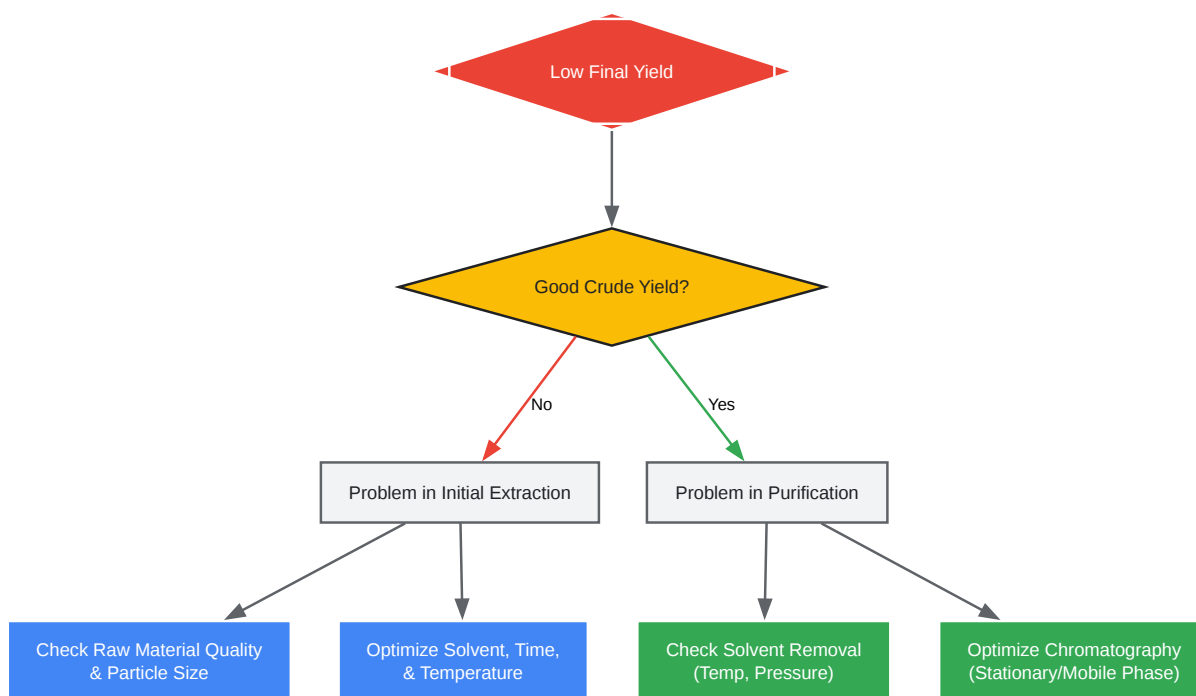 Low Final Yield
Good Crude Yield?
No
Yes
Problem in Initial Extraction
Problem in Purification
Check Raw Material Quality
& Particle Size
Optimize Solvent, Time,
& Temperature
Check Solvent Removal
(Temp, Pressure)
Optimize Chromatography
(Stationary/Mobile Phase)